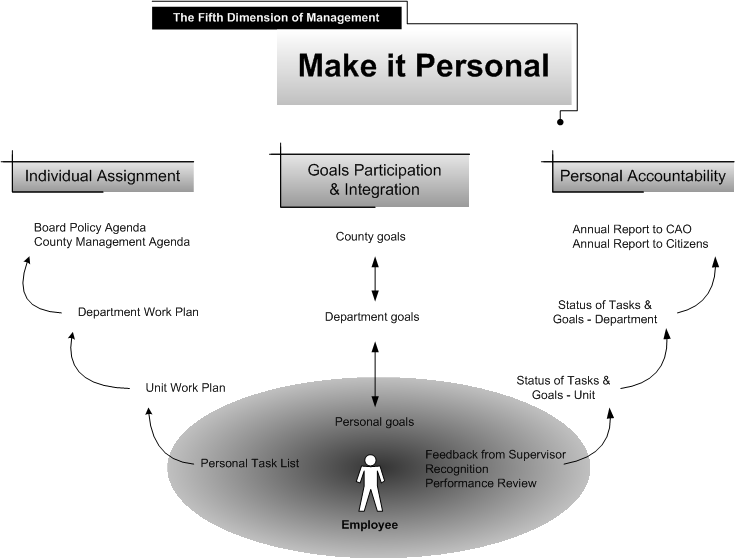 The Fifth Dimension of Management
Make it Personal
Individual Assignment
Goals Participation
& Integration
Personal Accountability
Board Policy Agenda
County Management Agenda
County goals
Annual Report to CAO
Annual Report to Citizens
Department Work Plan
Department goals
Status of Tasks &
Goals - Department
Unit Work Plan
Status of Tasks &
Goals - Unit
Personal goals
Personal Task List
Feedback from Supervisor
Recognition
Performance Review
Employee